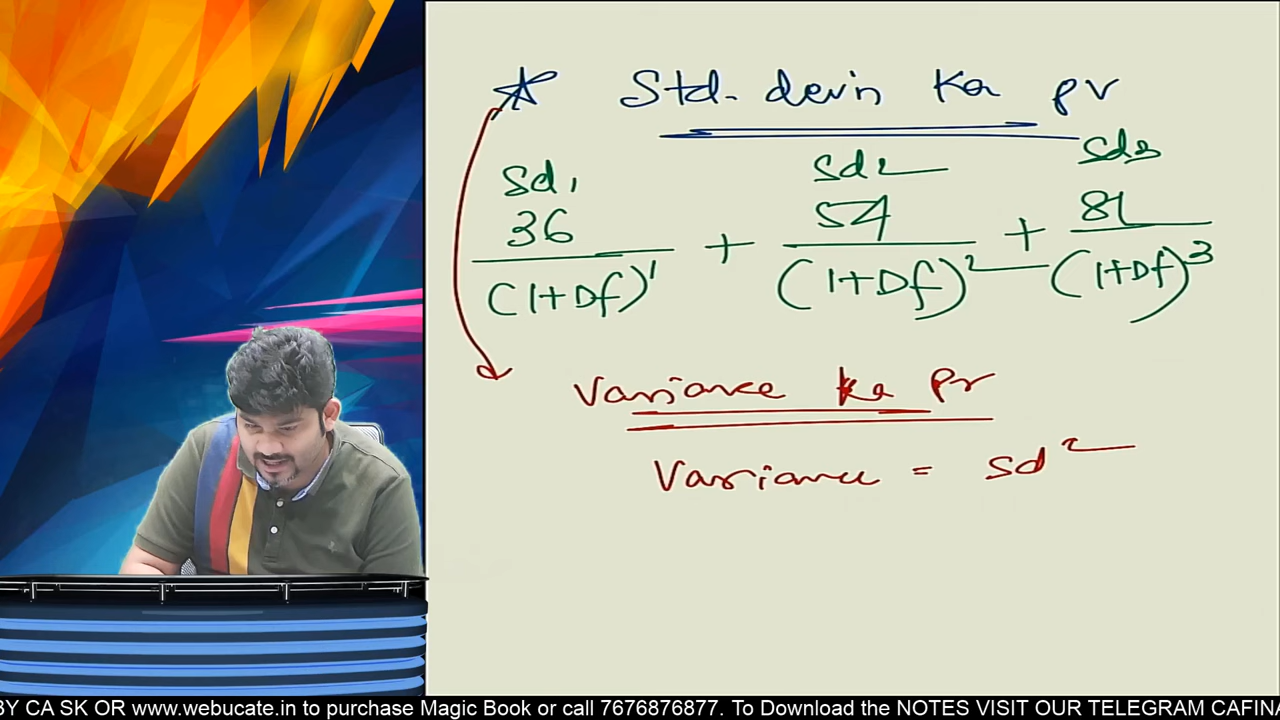 Std. devin ka pv
Sd1 Sd2 Sd3
36 54 81
+ +
(1+Df)¹ (1+Df)² (1+Df)³
Variance ka Pv
Variance = sd²
BY CA SK OR www.webucate.in to purchase Magic Book or call 7676876877. To Download the NOTES VISIT OUR TELEGRAM CAFINA